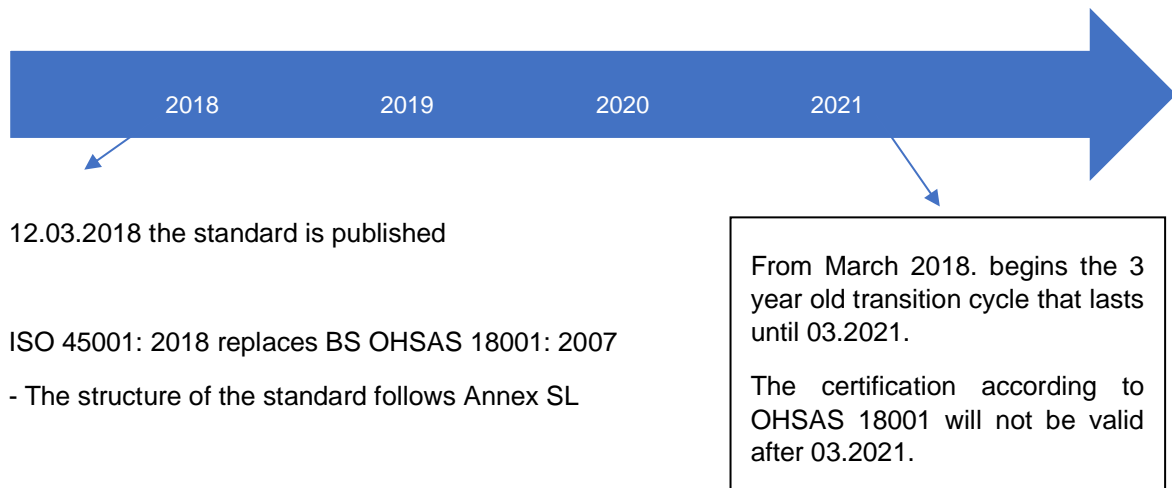 2018 2019 2020 2021
12.03.2018 the standard is published
ISO 45001: 2018 replaces BS OHSAS 18001: 2007
- The structure of the standard follows Annex SL
From March 2018. begins the 3
year old transition cycle that lasts
until 03.2021.
The certification according to
OHSAS 18001 will not be valid
after 03.2021.